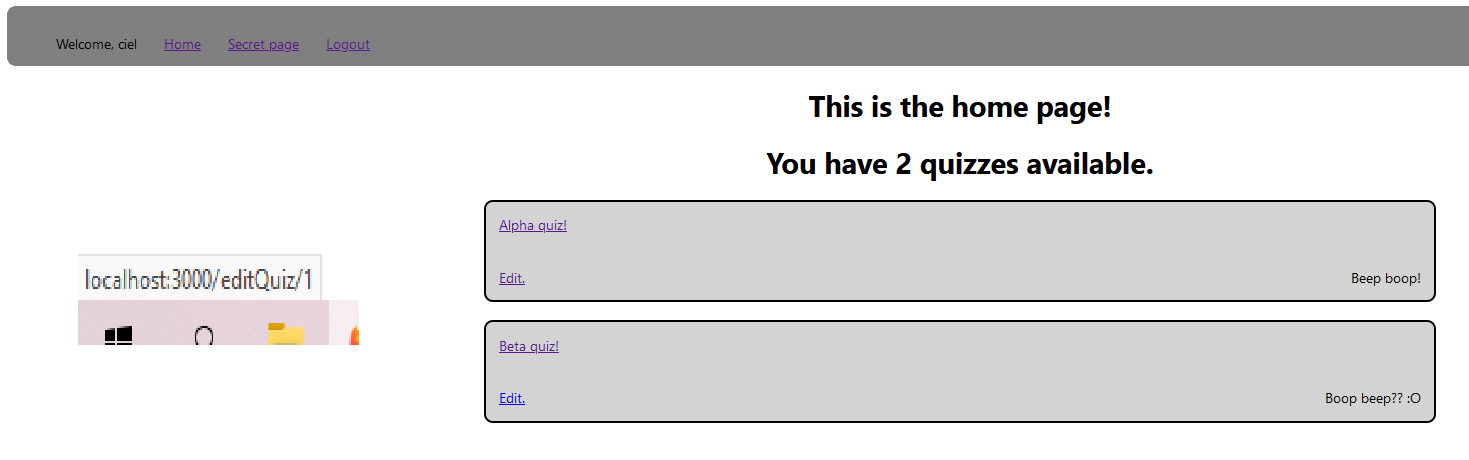 Welcome, ciel Home Secret page Logout
This is the home page!
You have 2 quizzes available.
Alpha quiz!
Edit. Beep boop!
Beta quiz!
Edit. Boop beep?? :O
localhost:3000/editQuiz/1